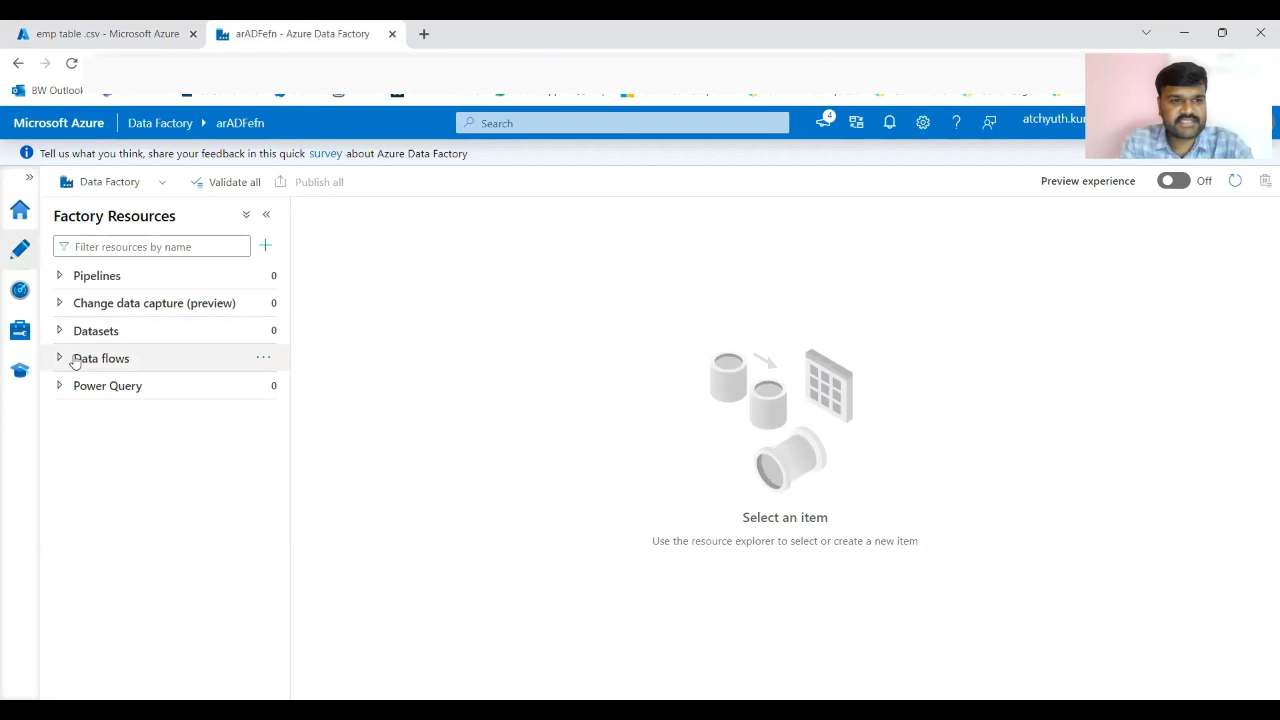 emp table .csv - Microsoft Azure
arADFefn - Azure Data Factory
BW Outlook
Microsoft Azure
Data Factory
arADFefn
Search
4
atchyuth.kum
Tell us what you think, share your feedback in this quick survey about Azure Data Factory
Data Factory
Validate all
Publish all
Preview experience
Off
Factory Resources
Filter resources by name
Pipelines 0
Change data capture (preview) 0
Datasets 0
Data flows ...
Power Query 0
Select an item
Use the resource explorer to select or create a new item